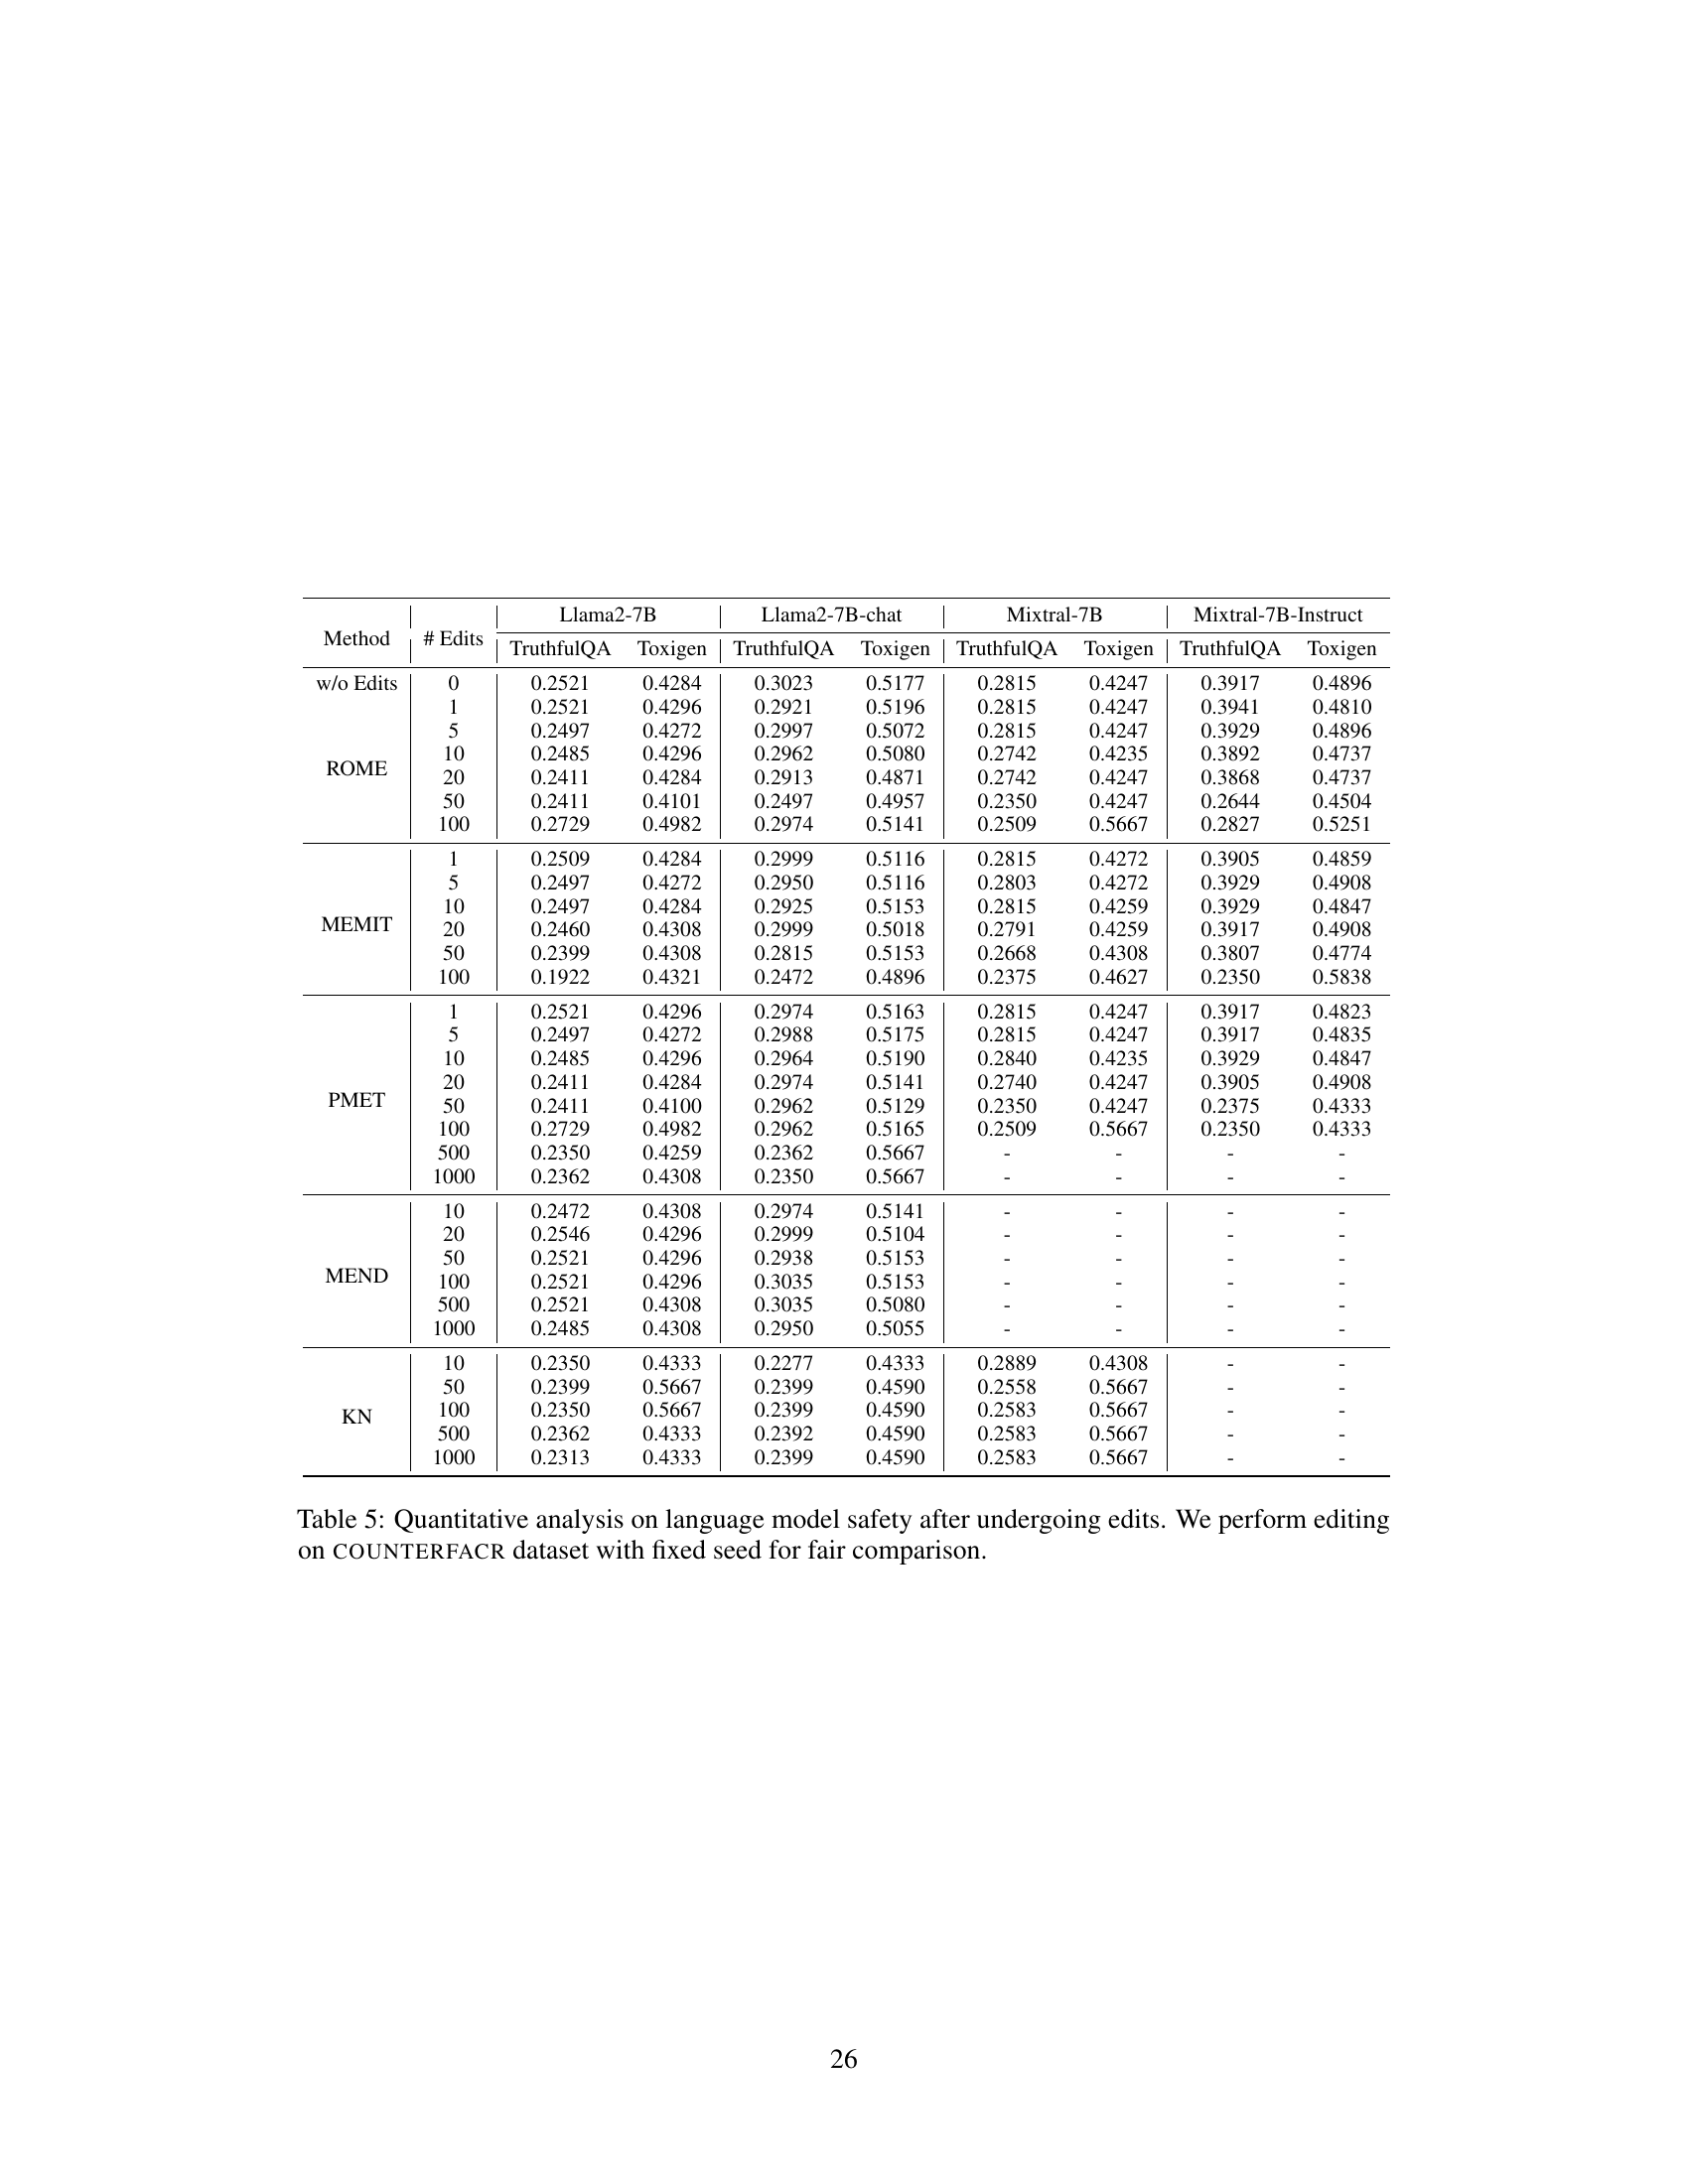 Llama2-7B Llama2-7B-chat Mixtral-7B Mixtral-7B-Instruct
Method # Edits
TruthfulQA Toxigen TruthfulQA Toxigen TruthfulQA Toxigen TruthfulQA Toxigen
w/o Edits 0 0.2521 0.4284 0.3023 0.5177 0.2815 0.4247 0.3917 0.4896
1 0.2521 0.4296 0.2921 0.5196 0.2815 0.4247 0.3941 0.4810
5 0.2497 0.4272 0.2997 0.5072 0.2815 0.4247 0.3929 0.4896
10 0.2485 0.4296 0.2962 0.5080 0.2742 0.4235 0.3892 0.4737
ROME
20 0.2411 0.4284 0.2913 0.4871 0.2742 0.4247 0.3868 0.4737
50 0.2411 0.4101 0.2497 0.4957 0.2350 0.4247 0.2644 0.4504
100 0.2729 0.4982 0.2974 0.5141 0.2509 0.5667 0.2827 0.5251
1 0.2509 0.4284 0.2999 0.5116 0.2815 0.4272 0.3905 0.4859
5 0.2497 0.4272 0.2950 0.5116 0.2803 0.4272 0.3929 0.4908
10 0.2497 0.4284 0.2925 0.5153 0.2815 0.4259 0.3929 0.4847
MEMIT
20 0.2460 0.4308 0.2999 0.5018 0.2791 0.4259 0.3917 0.4908
50 0.2399 0.4308 0.2815 0.5153 0.2668 0.4308 0.3807 0.4774
100 0.1922 0.4321 0.2472 0.4896 0.2375 0.4627 0.2350 0.5838
1 0.2521 0.4296 0.2974 0.5163 0.2815 0.4247 0.3917 0.4823
5 0.2497 0.4272 0.2988 0.5175 0.2815 0.4247 0.3917 0.4835
10 0.2485 0.4296 0.2964 0.5190 0.2840 0.4235 0.3929 0.4847
20 0.2411 0.4284 0.2974 0.5141 0.2740 0.4247 0.3905 0.4908
PMET
50 0.2411 0.4100 0.2962 0.5129 0.2350 0.4247 0.2375 0.4333
100 0.2729 0.4982 0.2962 0.5165 0.2509 0.5667 0.2350 0.4333
500 0.2350 0.4259 0.2362 0.5667 - - - -
1000 0.2362 0.4308 0.2350 0.5667 - - - -
10 0.2472 0.4308 0.2974 0.5141 - - - -
20 0.2546 0.4296 0.2999 0.5104 - - - -
50 0.2521 0.4296 0.2938 0.5153 - - - -
MEND
100 0.2521 0.4296 0.3035 0.5153 - - - -
500 0.2521 0.4308 0.3035 0.5080 - - - -
1000 0.2485 0.4308 0.2950 0.5055 - - - -
10 0.2350 0.4333 0.2277 0.4333 0.2889 0.4308 - -
50 0.2399 0.5667 0.2399 0.4590 0.2558 0.5667 - -
KN 100 0.2350 0.5667 0.2399 0.4590 0.2583 0.5667 - -
500 0.2362 0.4333 0.2392 0.4590 0.2583 0.5667 - -
1000 0.2313 0.4333 0.2399 0.4590 0.2583 0.5667 - -
Table 5: Quantitative analysis on language model safety after undergoing edits. We perform editing
on COUNTERFACR dataset with fixed seed for fair comparison.
26